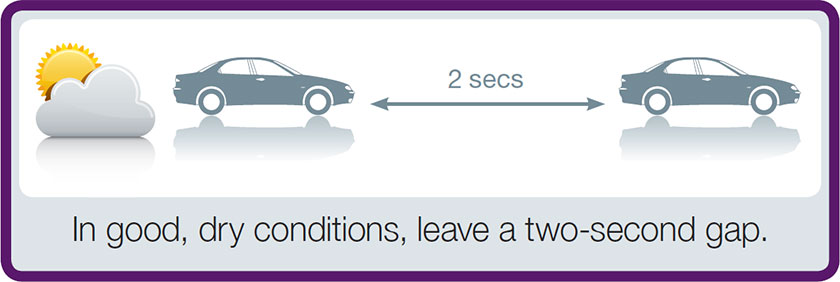 2 secs
In good, dry conditions, leave a two-second gap.